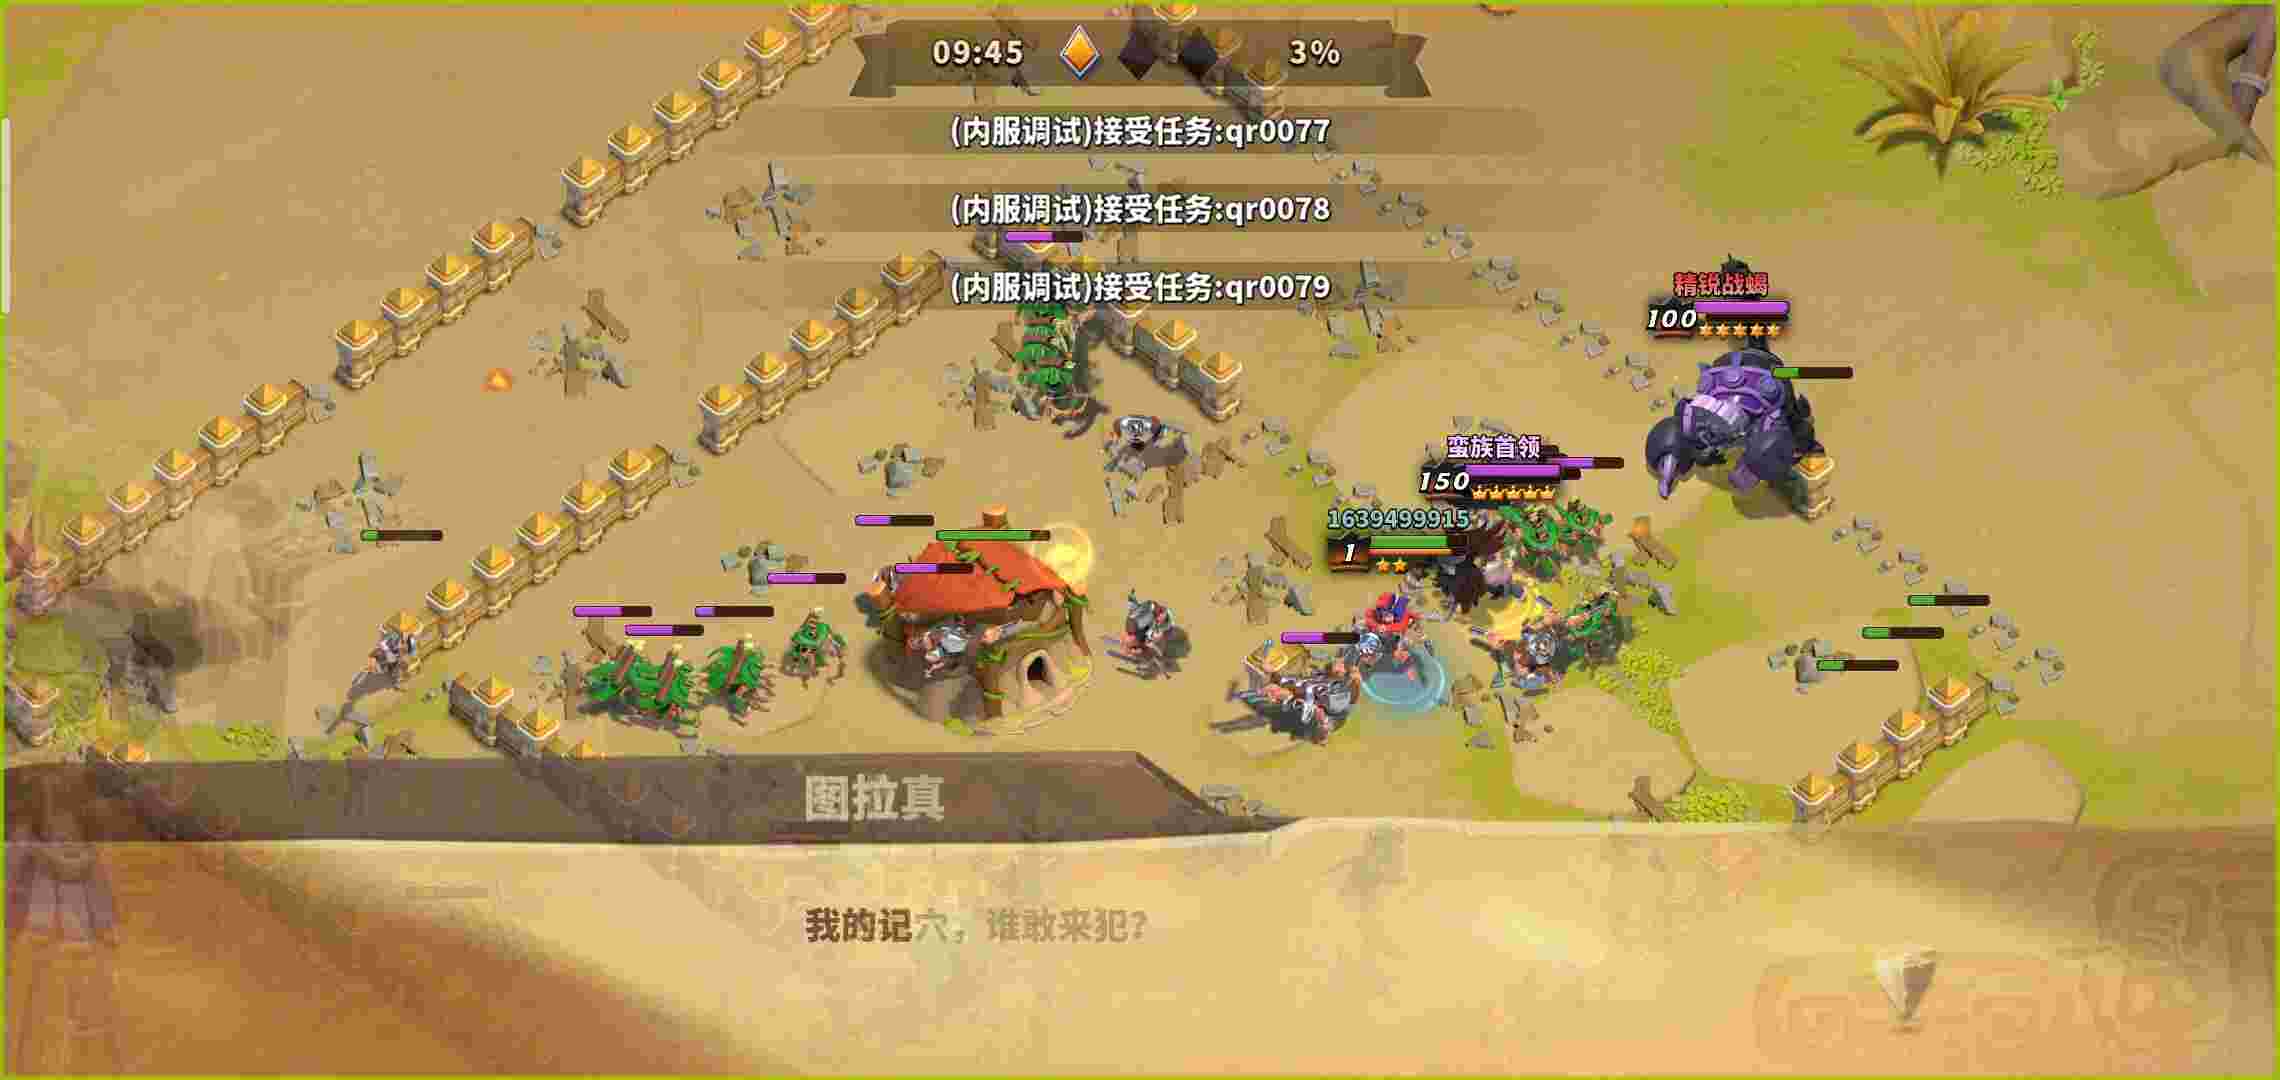 09:45 3%
(内服调试)接受任务:qr0077
(内服调试)接受任务:qr0078
(内服调试)接受任务:qr0079
精锐战蝎
100
蛮族首领
150
1639499915
1
图拉真
我的记穴，谁敢来犯?